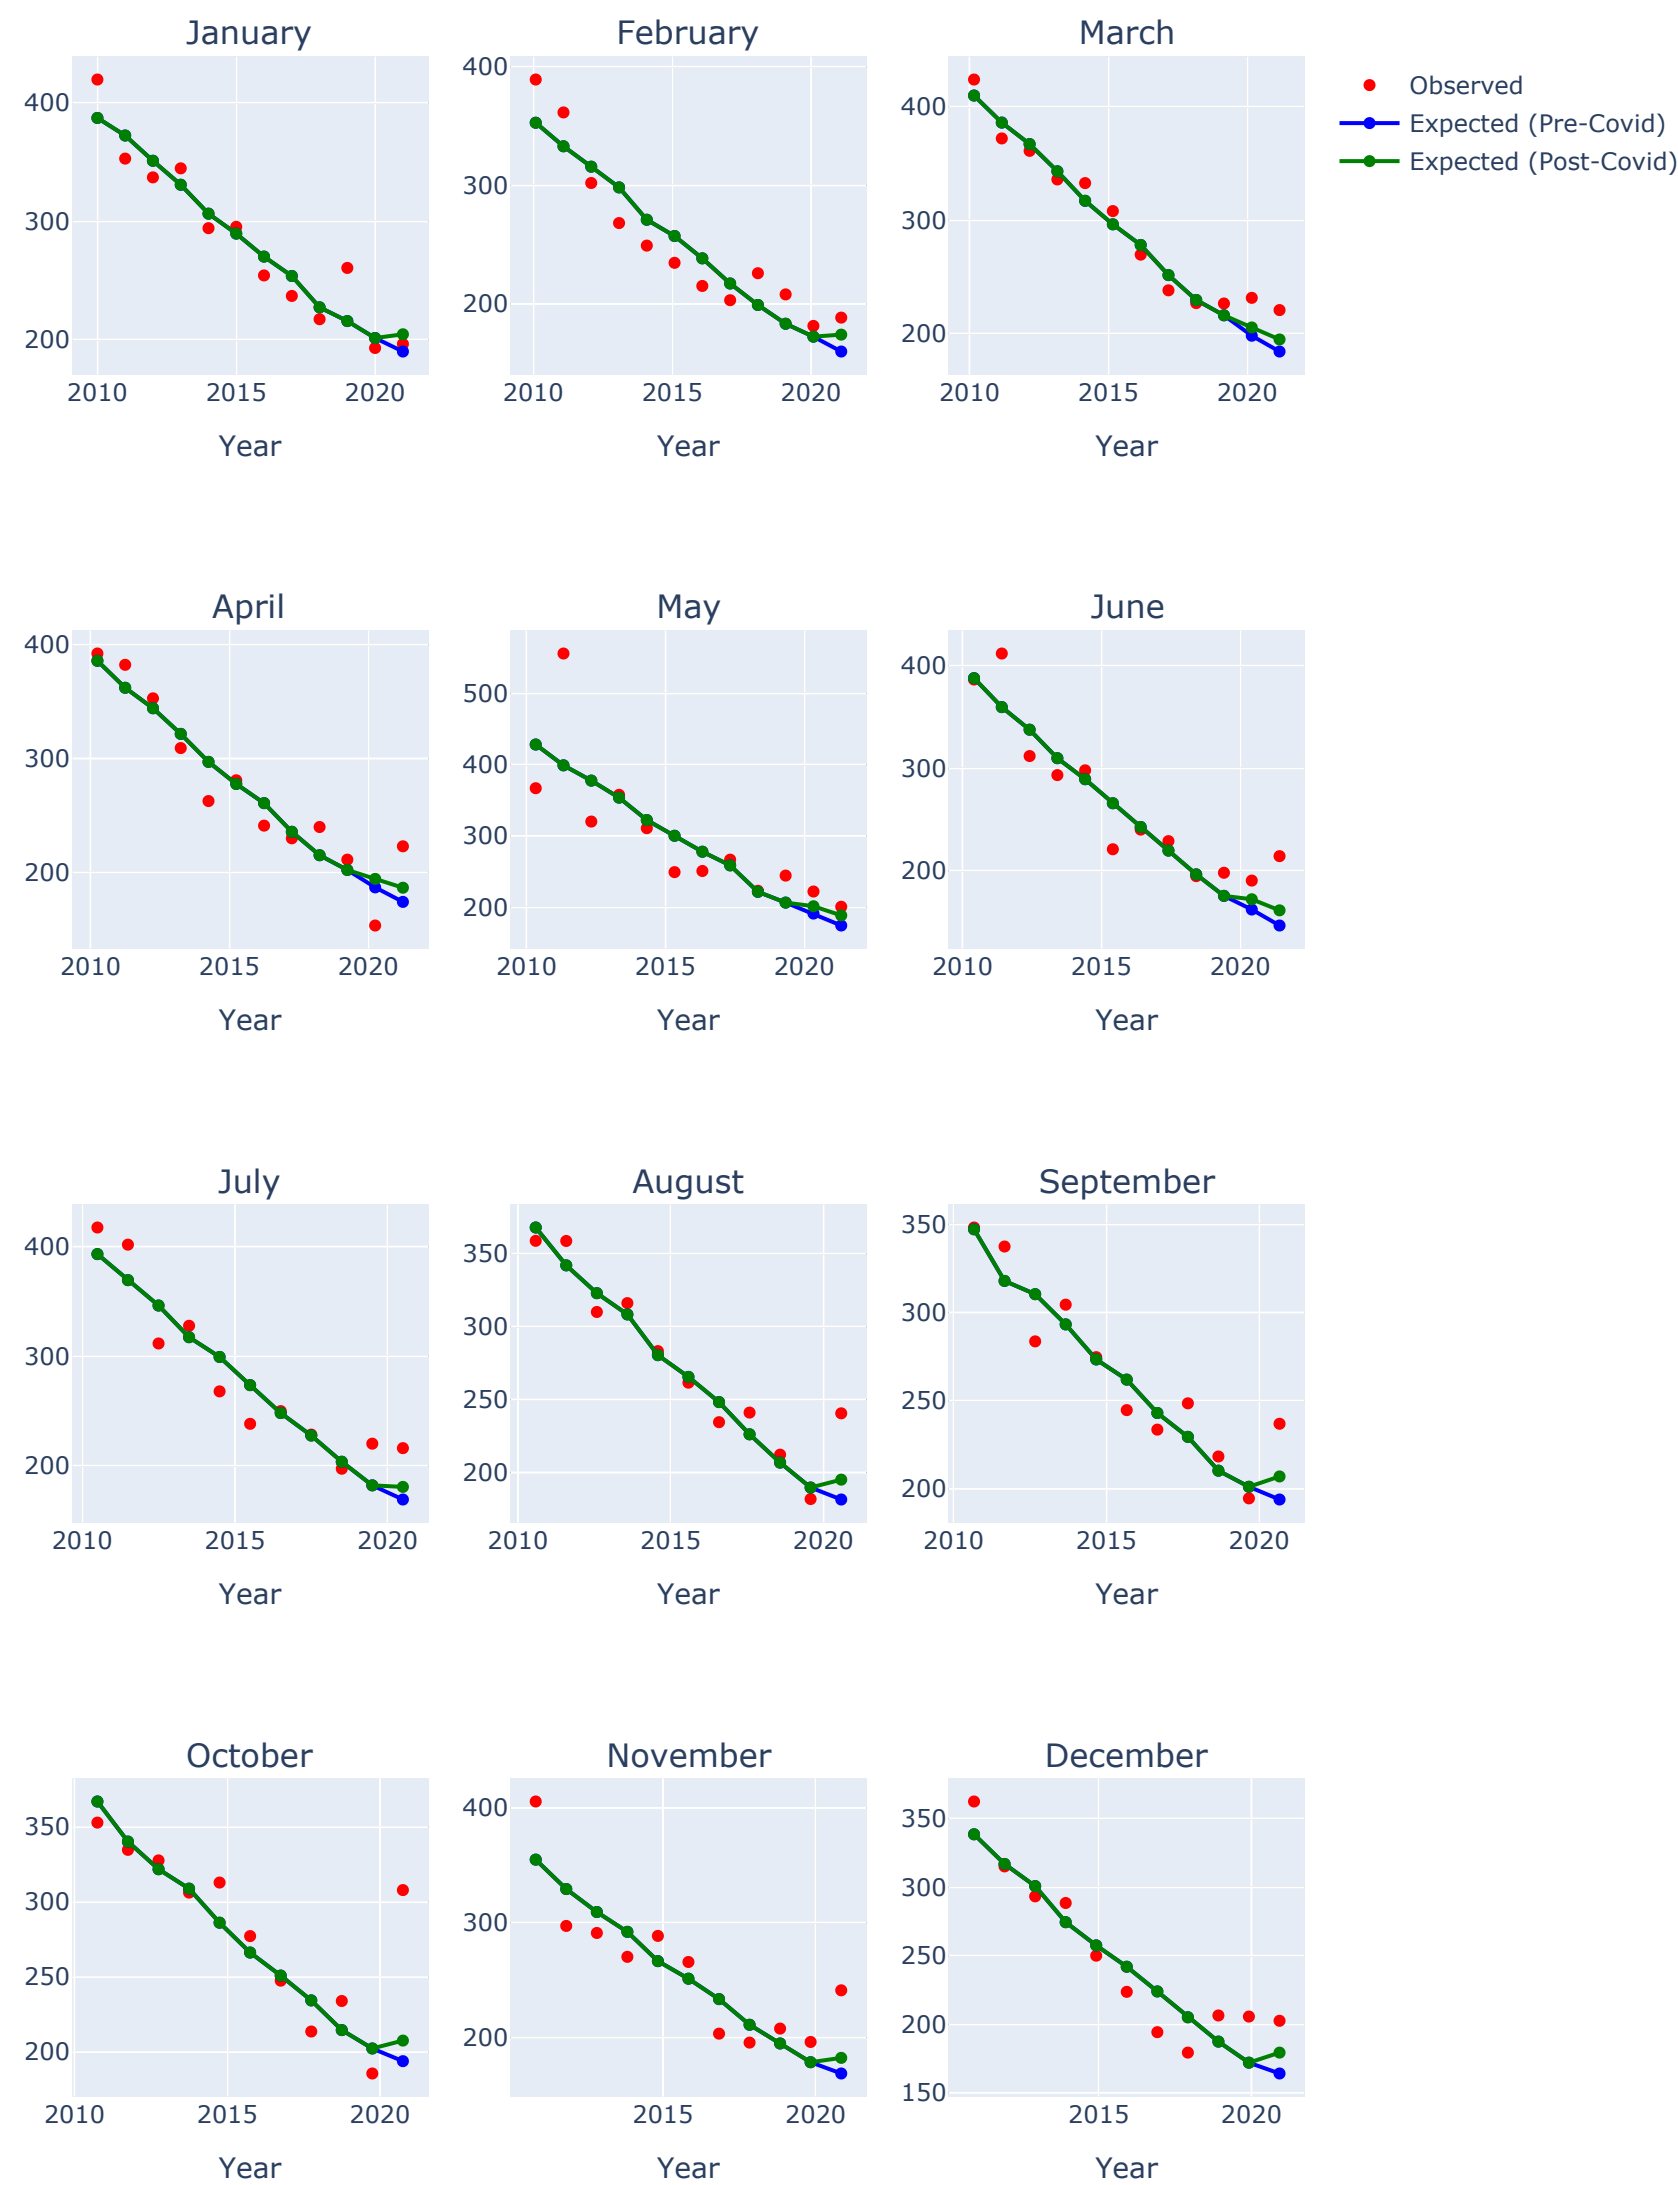 January
February
March
400
300
200
2010 2015 2020
Year
400
300
200
2010 2015 2020
Year
400
300
200
2010 2015 2020
Year
Observed
Expected (Pre-Covid)
Expected (Post-Covid)
April
May
June
400
300
200
2010 2015 2020
Year
500
400
300
200
2010 2015 2020
Year
400
300
200
2010 2015 2020
Year
July
August
September
400
300
200
2010 2015 2020
Year
350
300
250
200
2010 2015 2020
Year
350
300
250
200
2010 2015 2020
Year
October
November
December
350
300
250
200
2010 2015 2020
Year
400
300
200
2015 2020
Year
350
300
250
200
150
2015 2020
Year